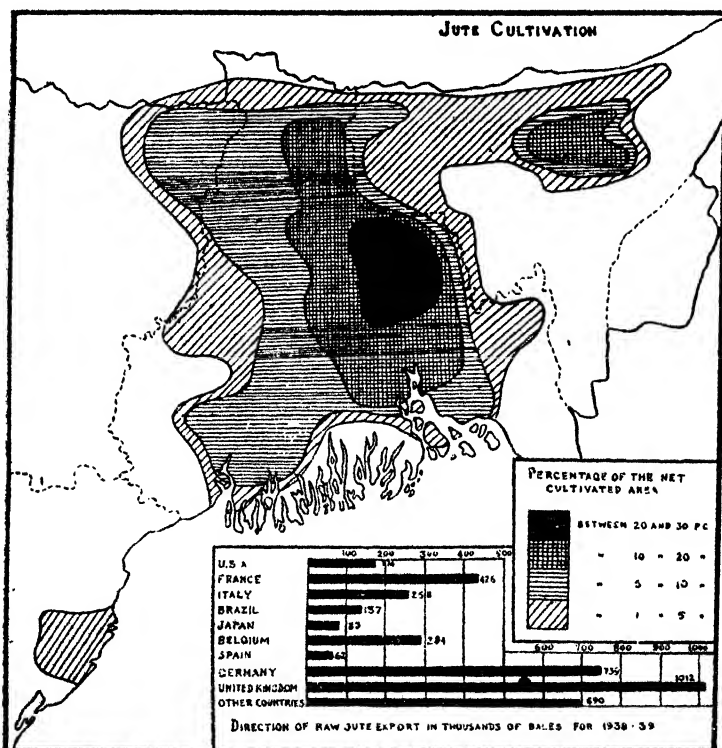 JUTE CULTIVATION
PERCENTAGE OF THE NET
CULTIVATED AREA
BETWEEN 20 AND 30 P.C
" 10 " 20 "
" 5 " 10 "
" 1 " 5 "
100 200 300 400
U.S A
FRANCE 426
ITALY 258
BRAZIL 137
JAPAN 83
BELGIUM 284
SPAIN 62
600 700 800 900 1000
GERMANY 739
UNITED KINGDOM 1012
OTHER COUNTRIES 690
DIRECTION OF RAW JUTE EXPORT IN THOUSANDS OF BALES FOR 1938-39